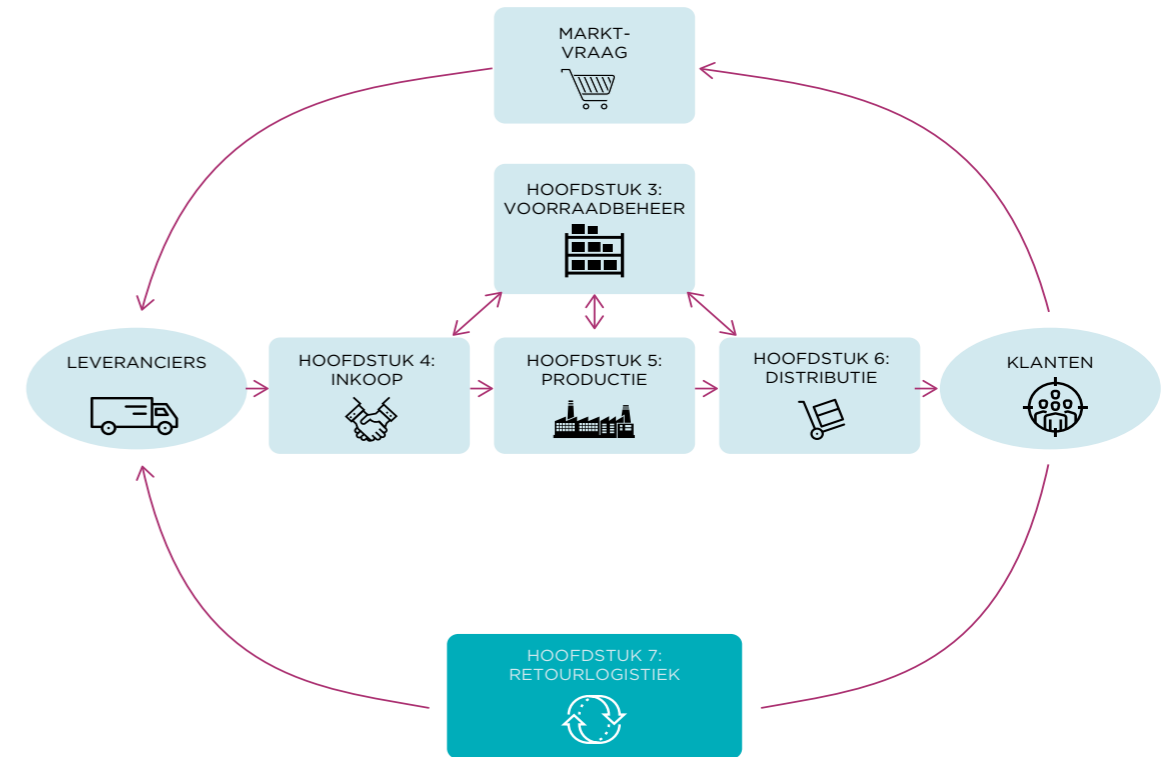 MARKT-
VRAAG
HOOFDSTUK 3:
VOORRAADBEHEER
LEVERANCIERS
HOOFDSTUK 4:
INKOOP
HOOFDSTUK 5:
PRODUCTIE
HOOFDSTUK 6:
DISTRIBUTIE
KLANTEN
HOOFDSTUK 7:
RETOURLOGISTIEK